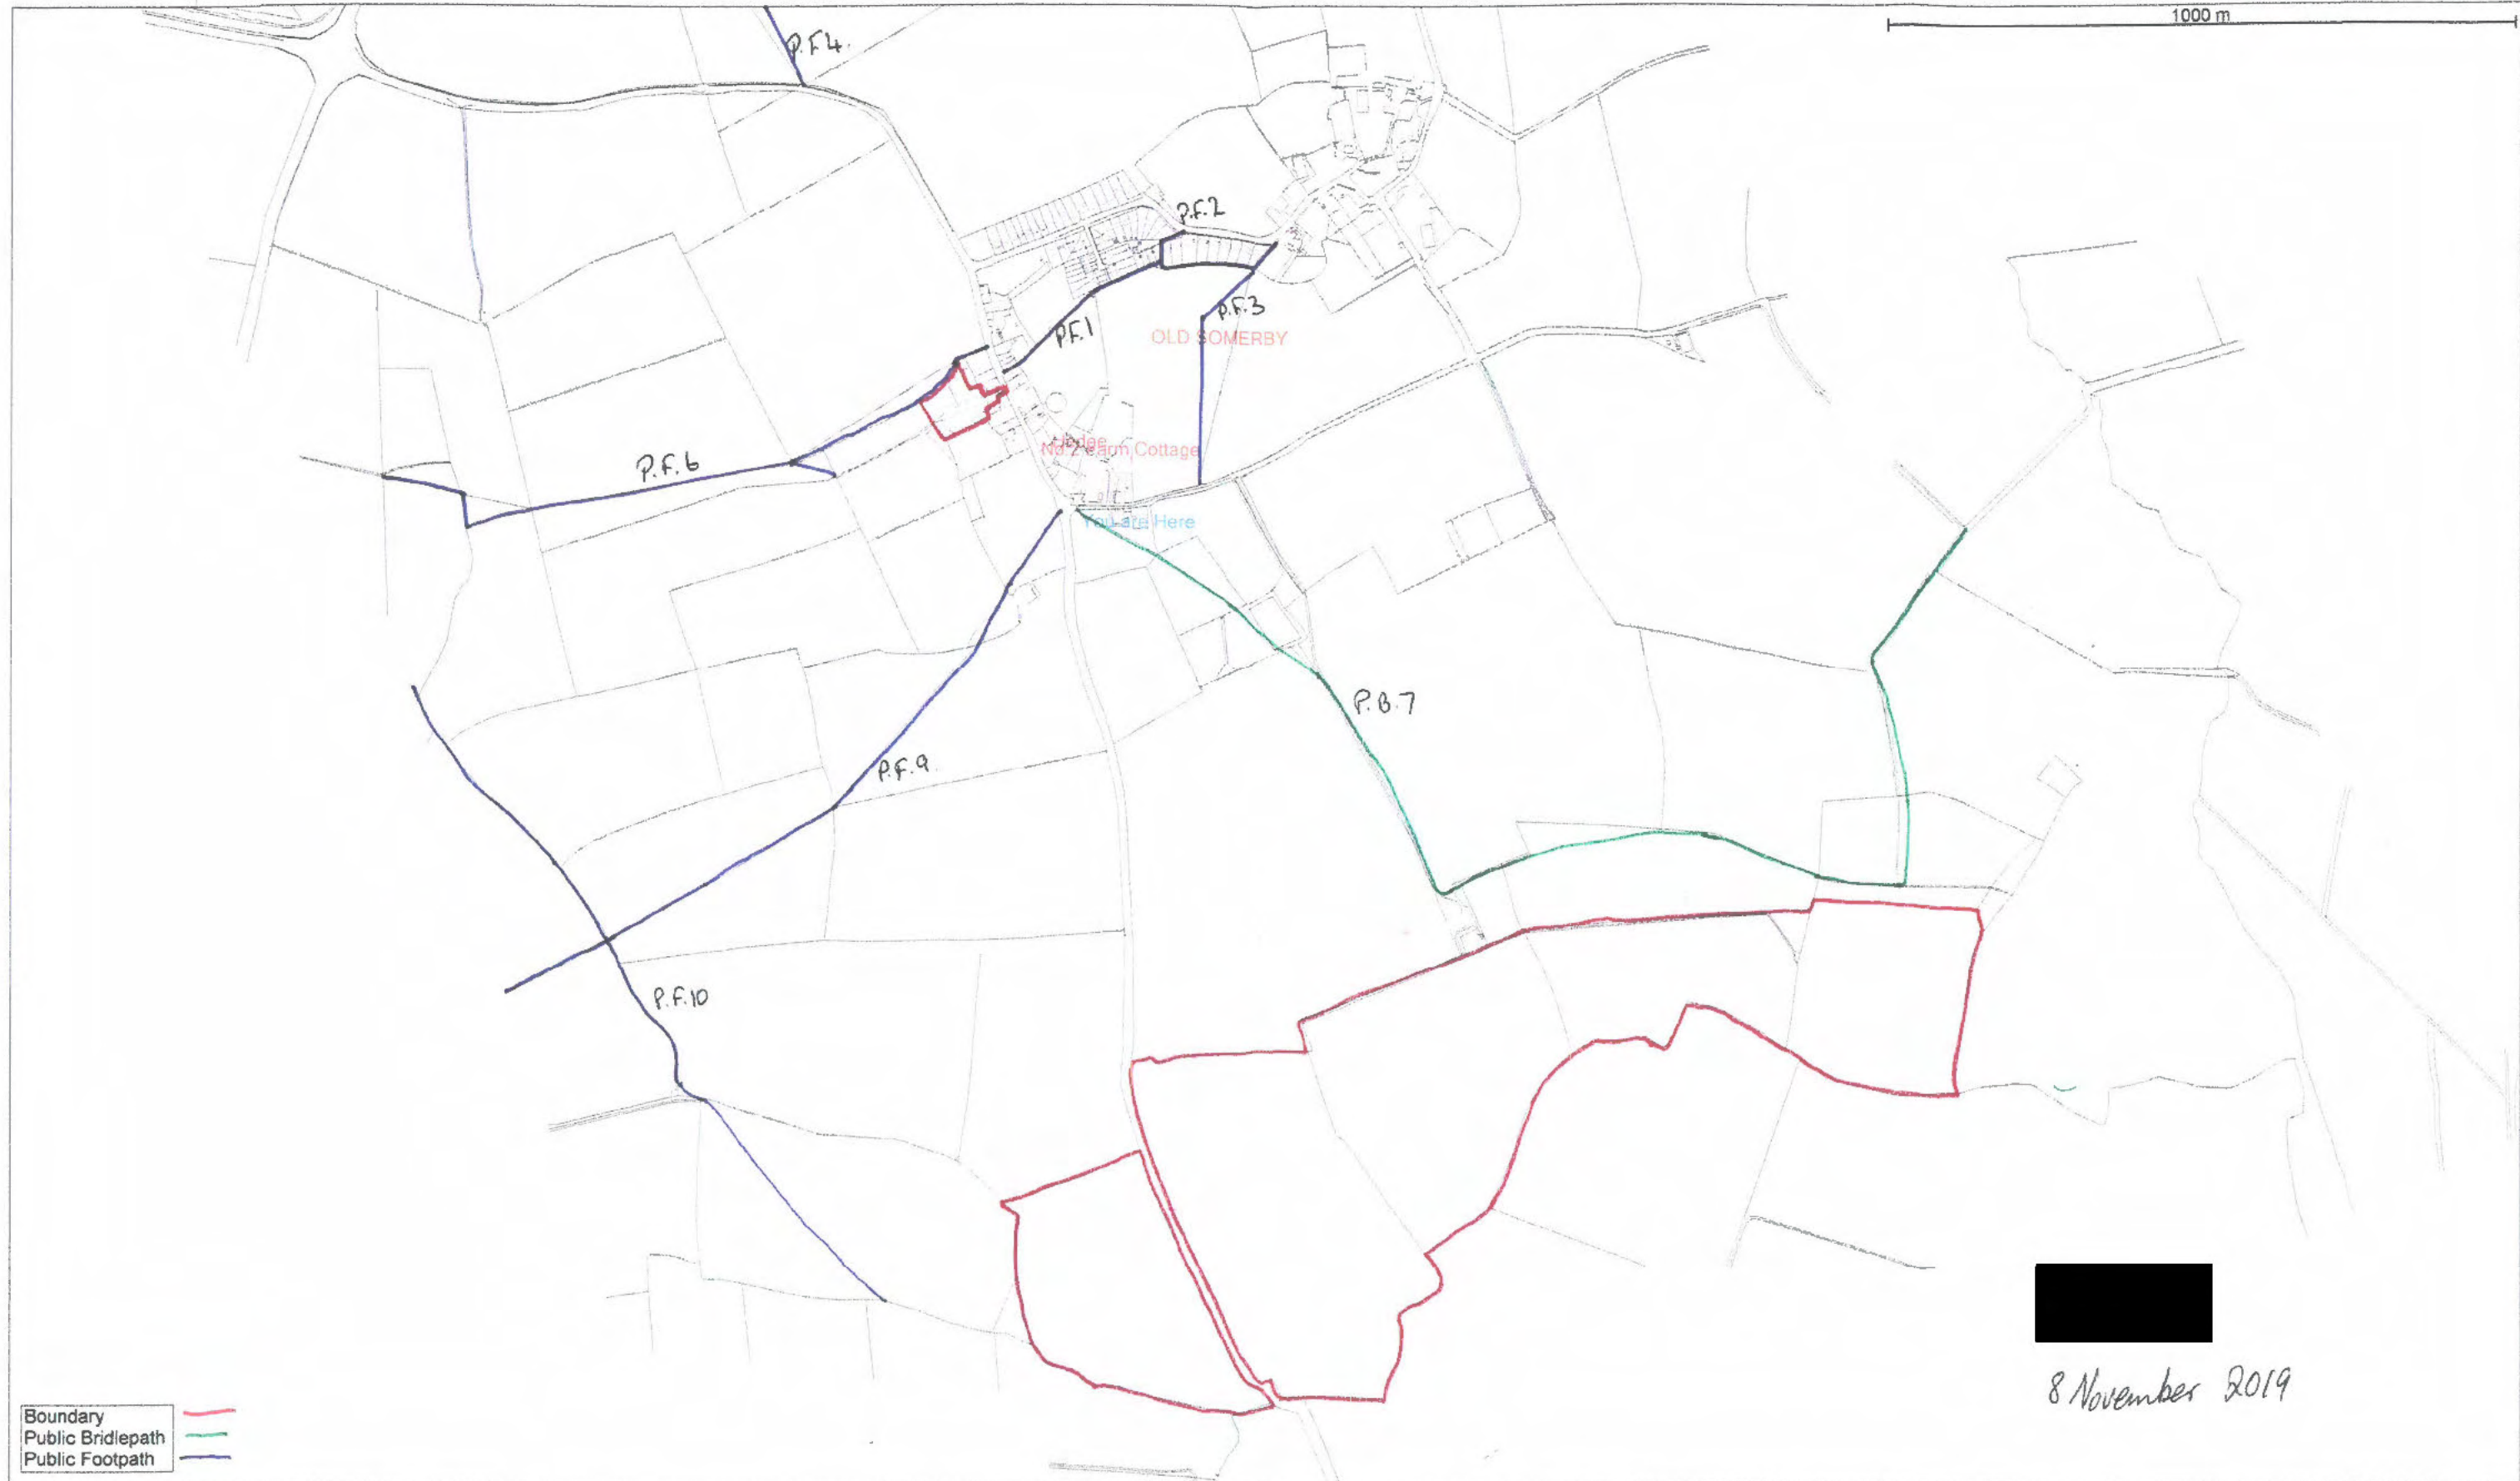 1000 m
P.F.4.
P.F.2
P.F.3
P.F.1
OLD SOMERBY
No.2 Farm Cottage
P.F.6
You are Here
P.B.7
P.F.9.
P.F.10
8 November 2019
Boundary
Public Bridlepath
Public Footpath